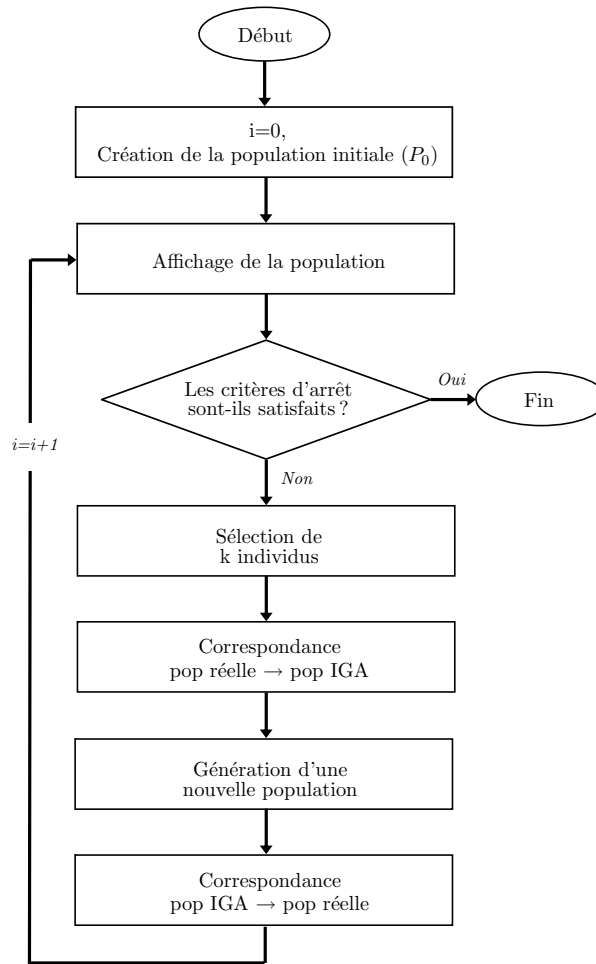 Début
i=0,
Création de la population initiale (P_0)
Affichage de la population
Les critères d'arrêt
sont-ils satisfaits ?
Oui
Fin
i=i+1
Non
Sélection de
k individus
Correspondance
pop réelle → pop IGA
Génération d'une
nouvelle population
Correspondance
pop IGA → pop réelle